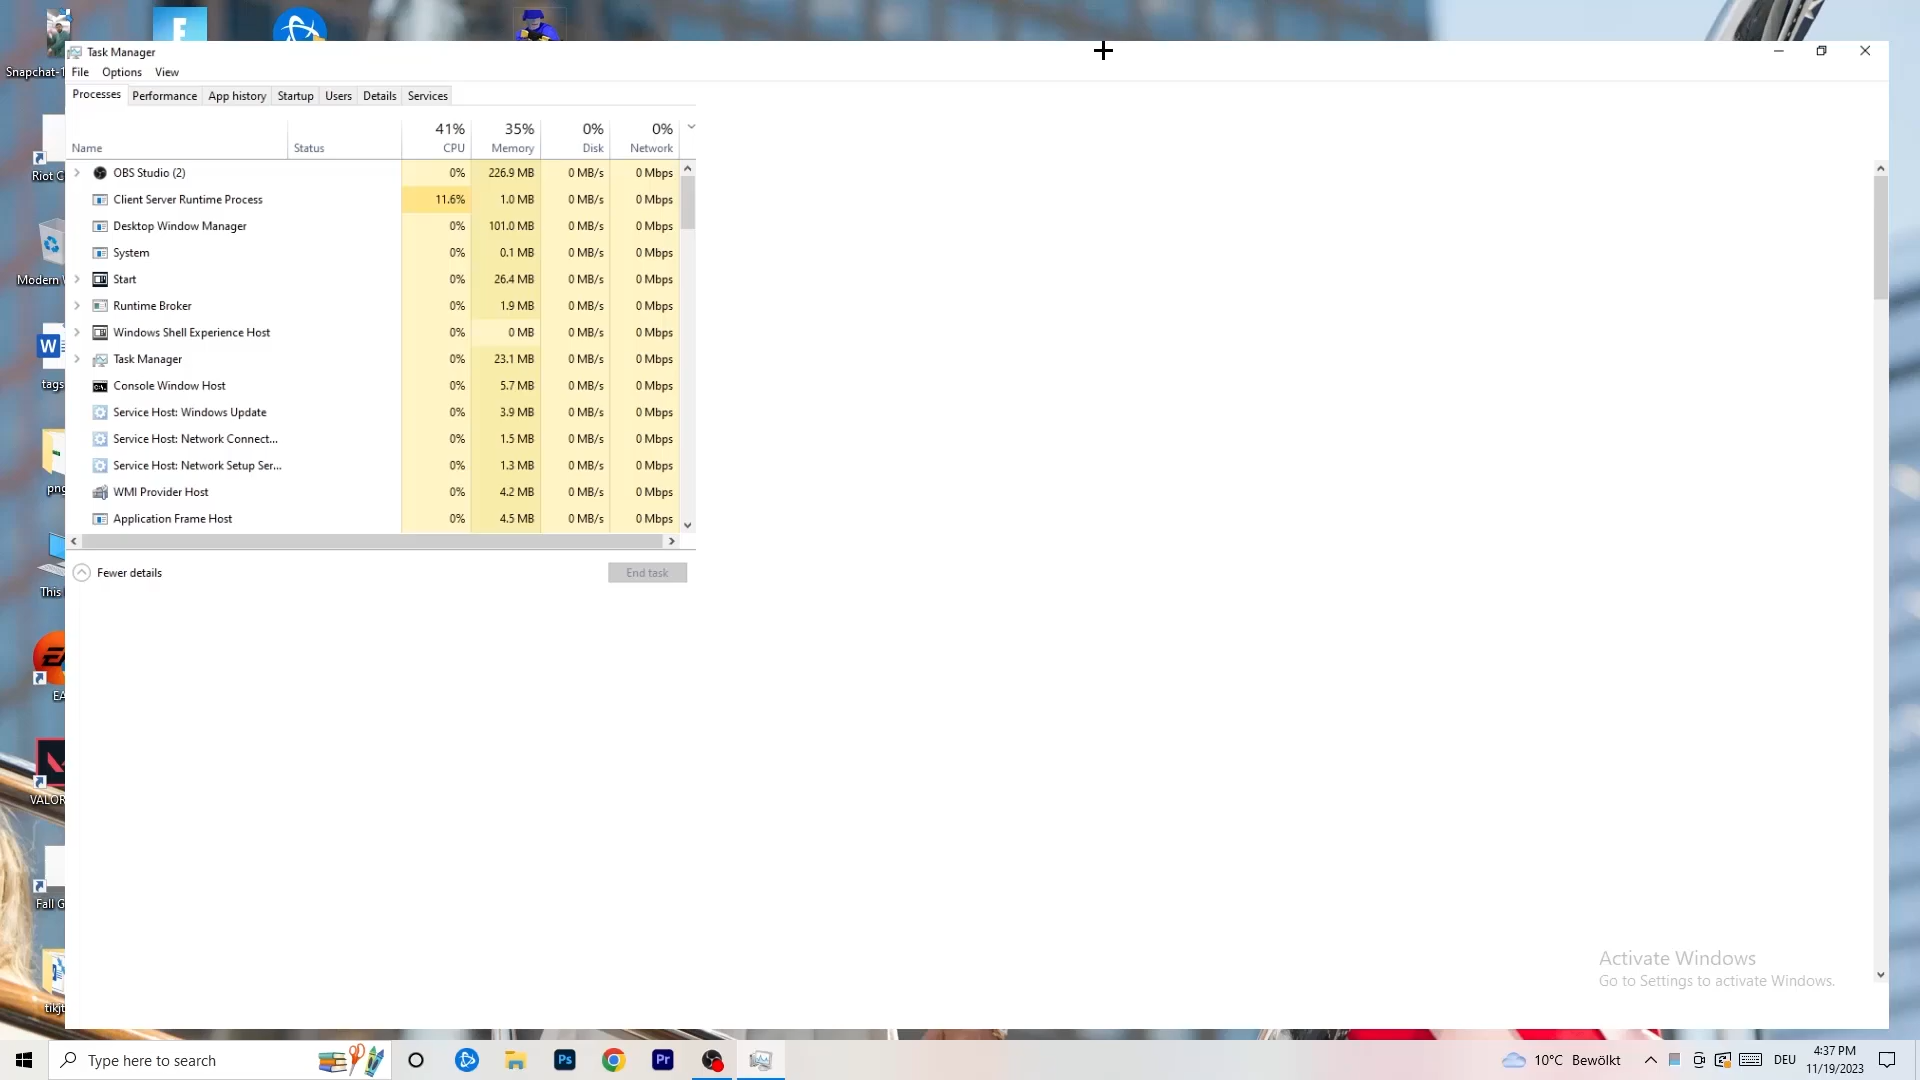 Snapchat-1
Task Manager
File Options View
Processes Performance App history Startup Users Details Services
41% 35% 0% 0%
Name Status CPU Memory Disk Network
OBS Studio (2) 0% 226.9 MB 0 MB/s 0 Mbps
Client Server Runtime Process 11.6% 1.0 MB 0 MB/s 0 Mbps
Desktop Window Manager 0% 101.0 MB 0 MB/s 0 Mbps
System 0% 0.1 MB 0 MB/s 0 Mbps
Start 0% 26.4 MB 0 MB/s 0 Mbps
Runtime Broker 0% 1.9 MB 0 MB/s 0 Mbps
Windows Shell Experience Host 0% 0 MB 0 MB/s 0 Mbps
Task Manager 0% 23.1 MB 0 MB/s 0 Mbps
Console Window Host 0% 5.7 MB 0 MB/s 0 Mbps
Service Host: Windows Update 0% 3.9 MB 0 MB/s 0 Mbps
Service Host: Network Connect... 0% 1.5 MB 0 MB/s 0 Mbps
Service Host: Network Setup Ser... 0% 1.3 MB 0 MB/s 0 Mbps
WMI Provider Host 0% 4.2 MB 0 MB/s 0 Mbps
Application Frame Host 0% 4.5 MB 0 MB/s 0 Mbps
Fewer details End task
Riot C
Modern
W
tags
png
This
EA
VALOR
Fall G
tikjt
Activate Windows
Go to Settings to activate Windows.
Type here to search
Ps
Pr
10°C Bewölkt
DEU
4:37 PM
11/19/2023